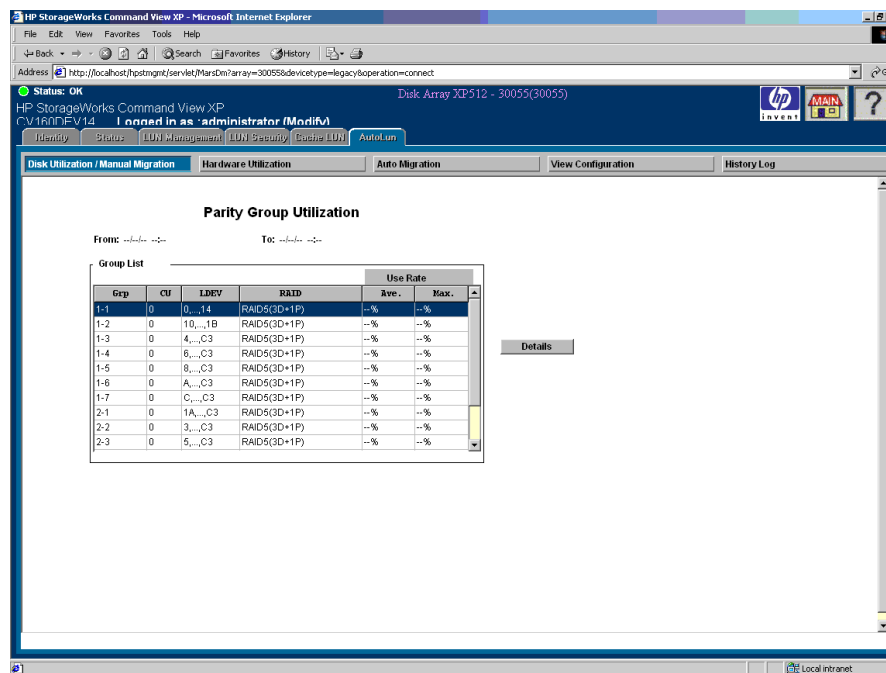 HP StorageWorks Command View XP - Microsoft Internet Explorer
File Edit View Favorites Tools Help
Back Search Favorites History
Address http://localhost/hpstmgmt/servlet/MarsDm?array=30055&devicetype=legacy&operation=connect
Status: OK
Disk Array XP512 - 30055(30055)
HP StorageWorks Command View XP
CV160DEV14 Logged in as :administrator (Modify)
hp
invent
MAIN
?
Identity Status LUN Management LUN Security Cache LUN AutoLun
Disk Utilization / Manual Migration Hardware Utilization Auto Migration View Configuration History Log
Parity Group Utilization
From: --/--/-- --:-- To: --/--/-- --:--
Group List
Use Rate
Grp CU LDEV RAID Ave. Max.
1-1 0 0,...,14 RAID5(3D+1P) --% --%
1-2 0 10,...,1B RAID5(3D+1P) --% --%
1-3 0 4,...,C3 RAID5(3D+1P) --% --%
1-4 0 6,...,C3 RAID5(3D+1P) --% --%
1-5 0 8,...,C3 RAID5(3D+1P) --% --%
1-6 0 A,...,C3 RAID5(3D+1P) --% --%
1-7 0 C,...,C3 RAID5(3D+1P) --% --%
2-1 0 1A,...,C3 RAID5(3D+1P) --% --%
2-2 0 3,...,C3 RAID5(3D+1P) --% --%
2-3 0 5,...,C3 RAID5(3D+1P) --% --%
Details
Local intranet